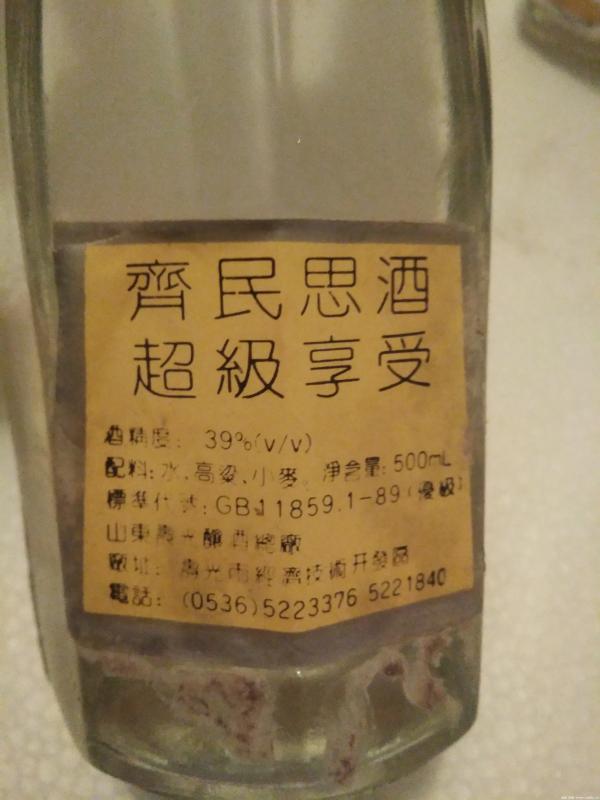 齊民思酒
超級享受
酒精度: 39%(v/v)
配料:水、高粱、小麥。淨含量:500mL
標準代號:GB11859.1-89(優級)
山東壽光釀酒總廠
廠址: 壽光市經濟技術开發區
電話: (0536)5223376 5221840